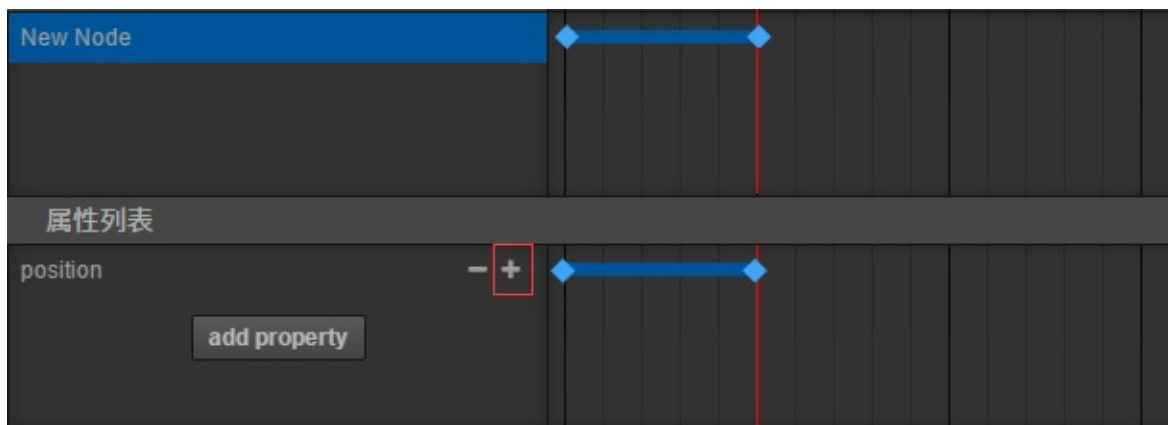 New Node
属性列表
position
add property